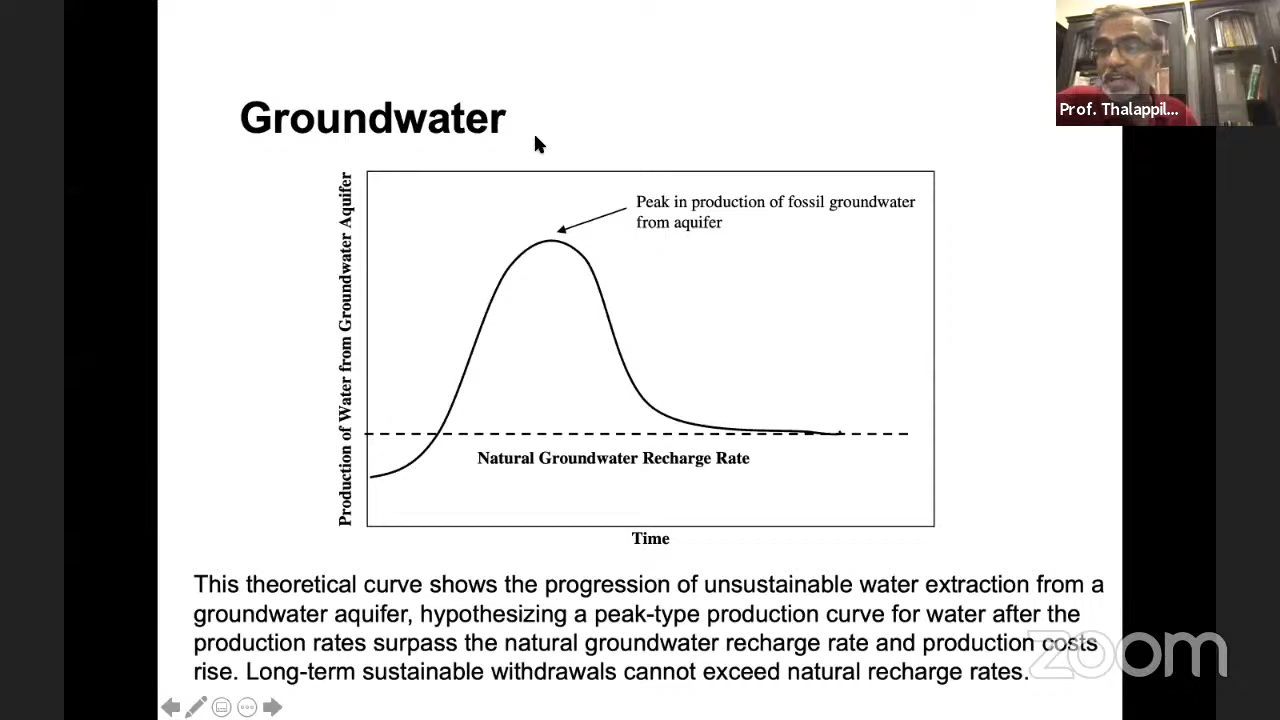 Prof. Thalappil...
Groundwater
Production of Water from Groundwater Aquifer
Peak in production of fossil groundwater
from aquifer
Natural Groundwater Recharge Rate
Time
This theoretical curve shows the progression of unsustainable water extraction from a
groundwater aquifer, hypothesizing a peak-type production curve for water after the
production rates surpass the natural groundwater recharge rate and production costs
rise. Long-term sustainable withdrawals cannot exceed natural recharge rates.
zoom